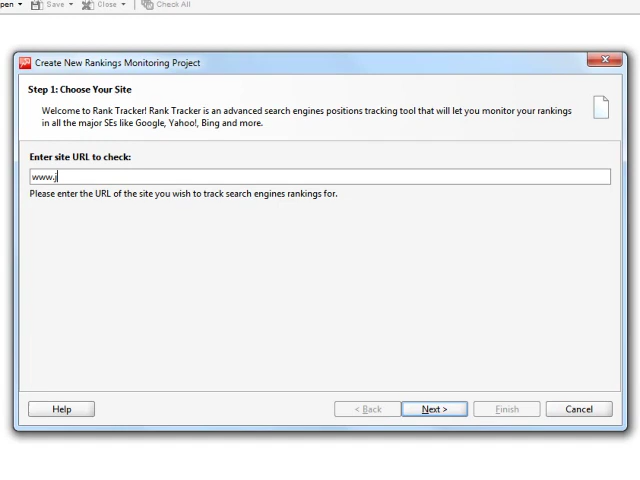 pen Save Close Check All
Create New Rankings Monitoring Project
Step 1: Choose Your Site
Welcome to Rank Tracker! Rank Tracker is an advanced search engines positions tracking tool that will let you monitor your rankings
in all the major SEs like Google, Yahoo!, Bing and more.
Enter site URL to check:
www.j
Please enter the URL of the site you wish to track search engines rankings for.
Help < Back Next > Finish Cancel